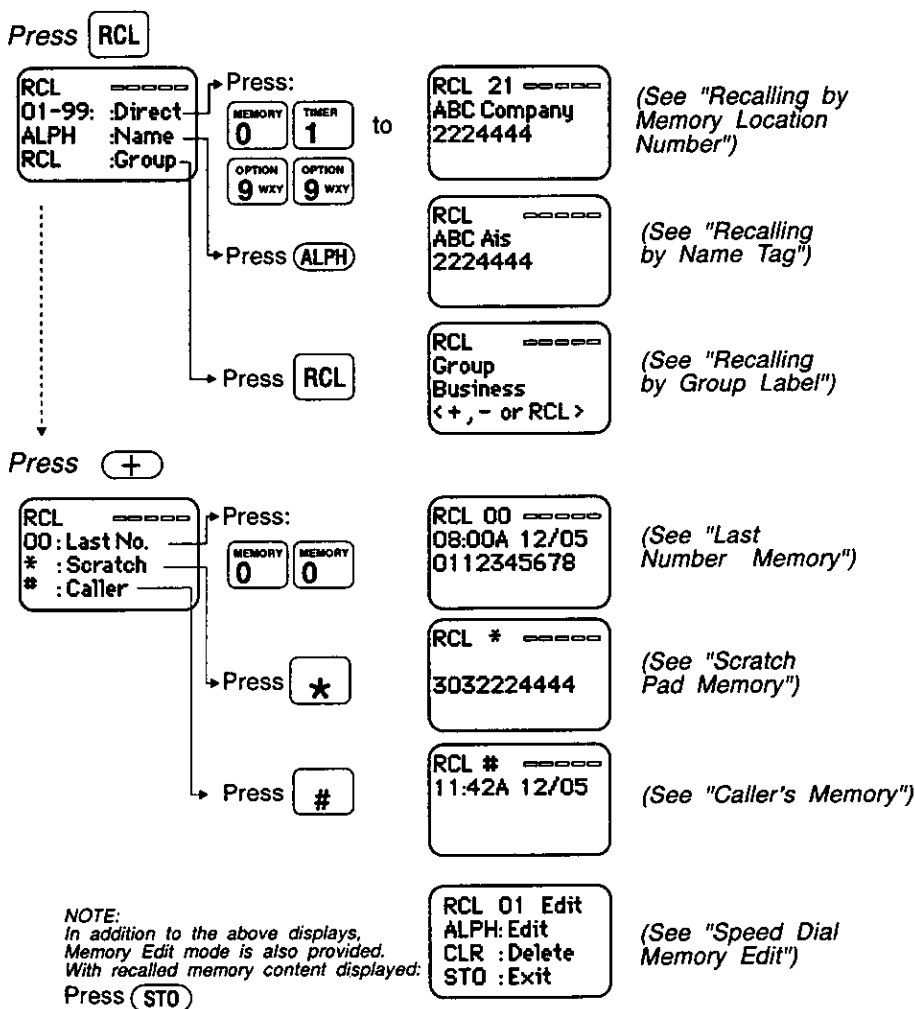 Press RCL
RCL
01-99: :Direct
ALPH :Name
RCL :Group
Press:
MEMORY 0 TIMER 1 to
OPTION 9 WXY OPTION 9 WXY
RCL 21
ABC Company
2224444
(See "Recalling by
Memory Location
Number")
Press ALPH
RCL
ABC Ais
2224444
(See "Recalling
by Name Tag")
Press RCL
RCL
Group
Business
<+,- or RCL>
(See "Recalling
by Group Label")
Press +
RCL
00 : Last No.
* : Scratch
# : Caller
Press:
MEMORY 0 MEMORY 0
RCL 00
08:00A 12/05
0112345678
(See "Last
Number Memory")
Press *
RCL *
3032224444
(See "Scratch
Pad Memory")
Press #
RCL #
11:42A 12/05
(See "Caller's Memory")
NOTE:
In addition to the above displays,
Memory Edit mode is also provided.
With recalled memory content displayed:
Press STO
RCL 01 Edit
ALPH: Edit
CLR : Delete
STO : Exit
(See "Speed Dial
Memory Edit")